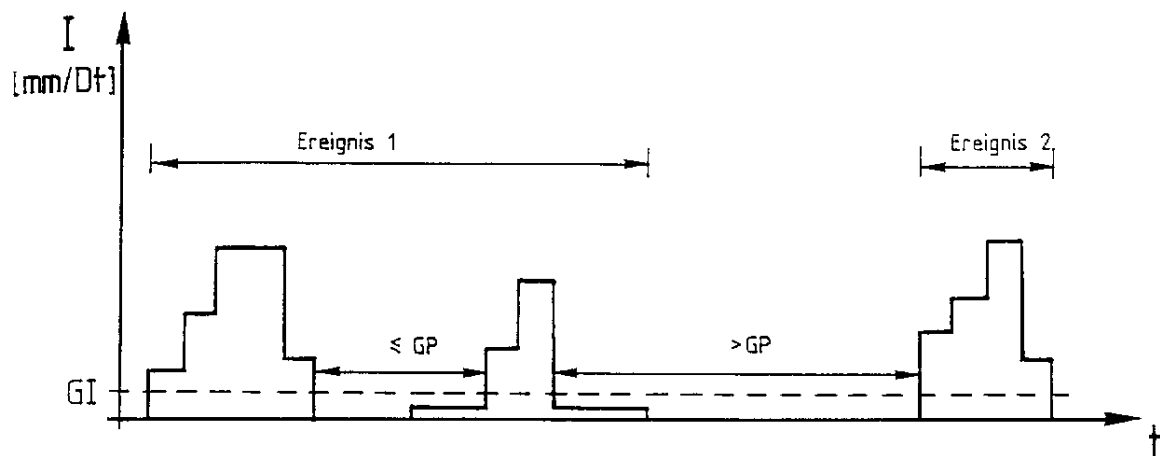 I
[mm/Dt]
Ereignis 1
Ereignis 2
≤ GP
>GP
GI
t